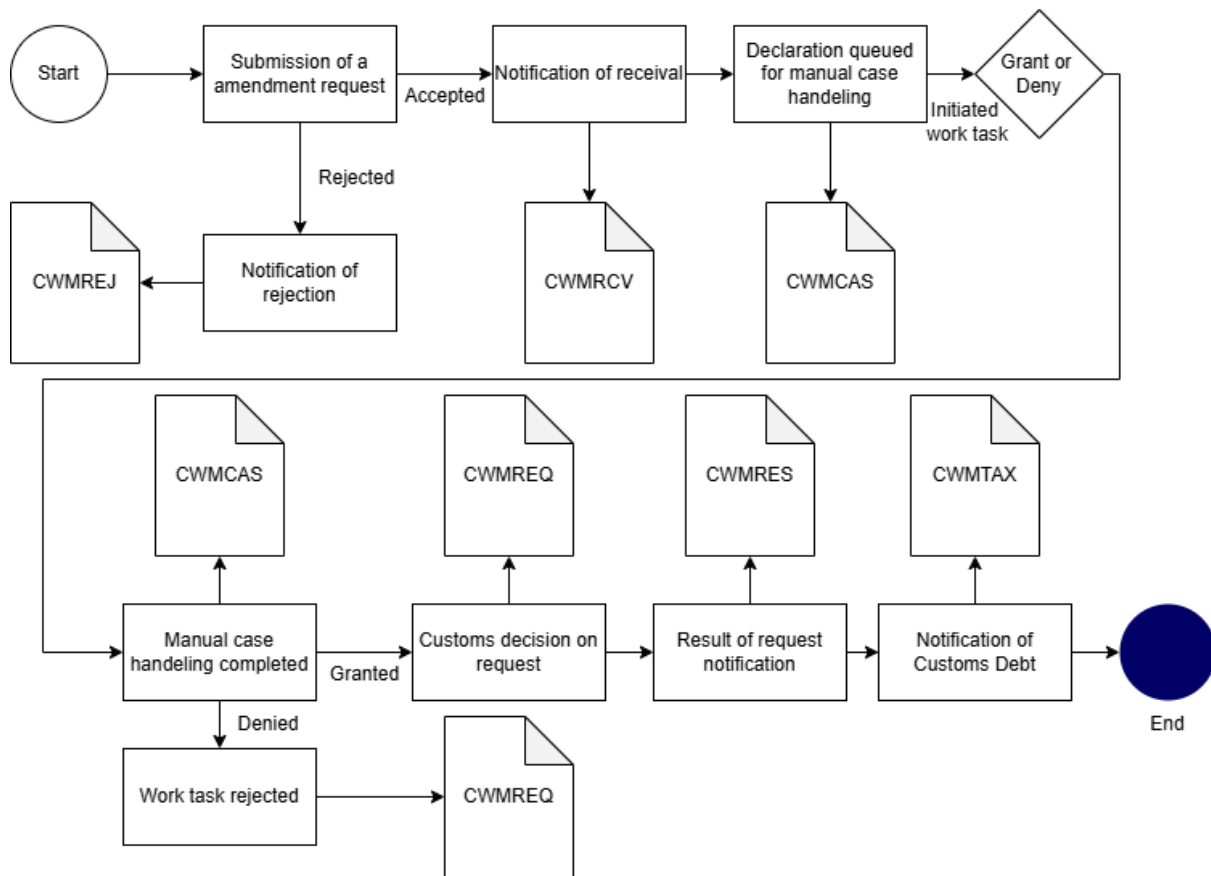 Start
Submission of a
amendment request
Accepted
Notification of receival
Declaration queued
for manual case
handeling
Initiated
work task
Grant or
Deny
Rejected
CWMREJ
Notification of
rejection
CWMRCV
CWMCAS
CWMCAS
CWMREQ
CWMRES
CWMTAX
Manual case
handeling completed
Granted
Customs decision on
request
Result of request
notification
Notification of
Customs Debt
End
Denied
Work task rejected
CWMREQ